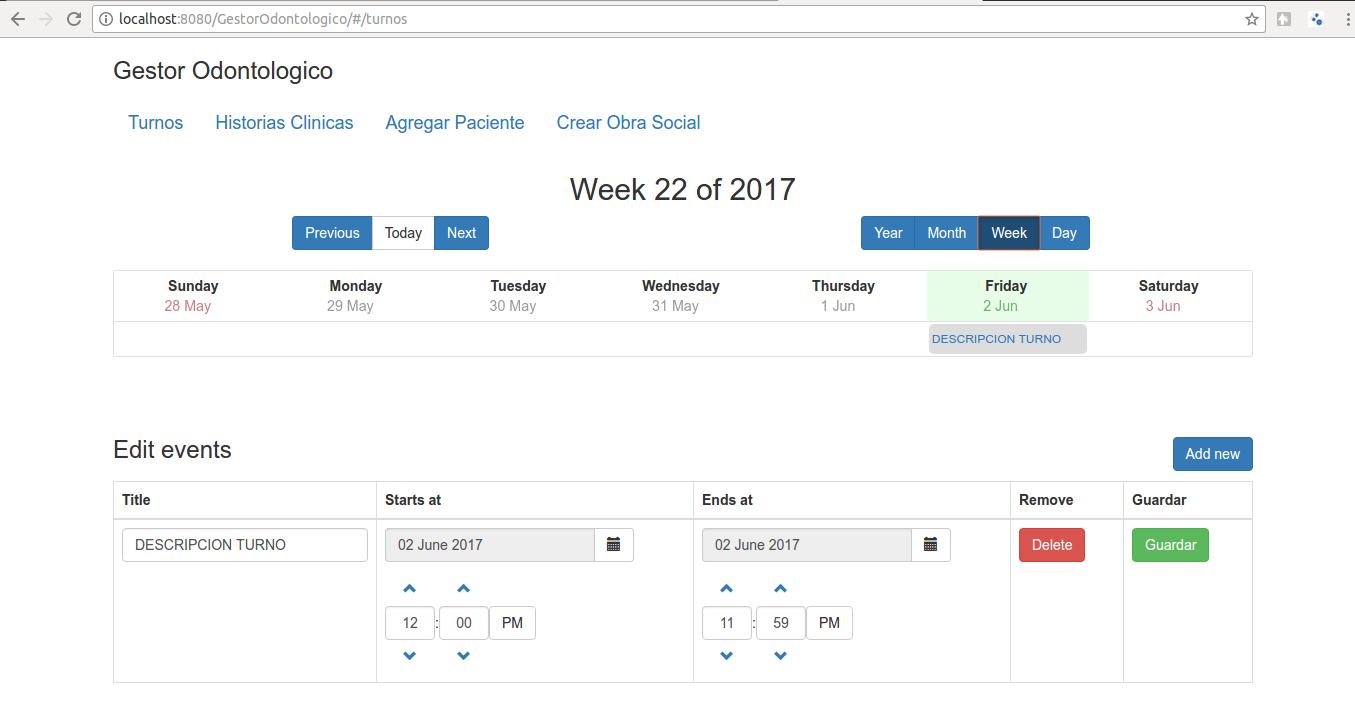 localhost:8080/GestorOdontologico/#/turnos
Gestor Odontologico
Turnos Historias Clinicas Agregar Paciente Crear Obra Social
Week 22 of 2017
Previous Today Next Year Month Week Day
Sunday Monday Tuesday Wednesday Thursday Friday Saturday
28 May 29 May 30 May 31 May 1 Jun 2 Jun 3 Jun
DESCRIPCION TURNO
Edit events Add new
Title Starts at Ends at Remove Guardar
DESCRIPCION TURNO 02 June 2017 02 June 2017 Delete Guardar
12 : 00 PM 11 : 59 PM